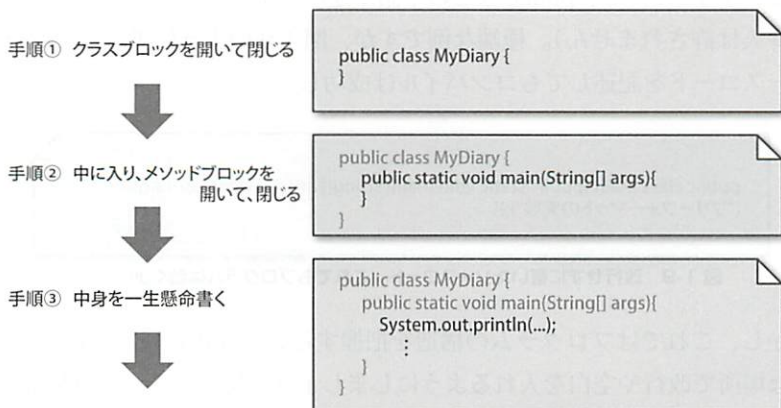 手順① クラスブロックを開いて閉じる
public class MyDiary {
}
手順② 中に入り、メソッドブロックを
開いて、閉じる
public class MyDiary {
public static void main(String[] args){
}
}
手順③ 中身を一生懸命書く
public class MyDiary {
public static void main(String[] args){
System.out.println(...);
⋮
}
}